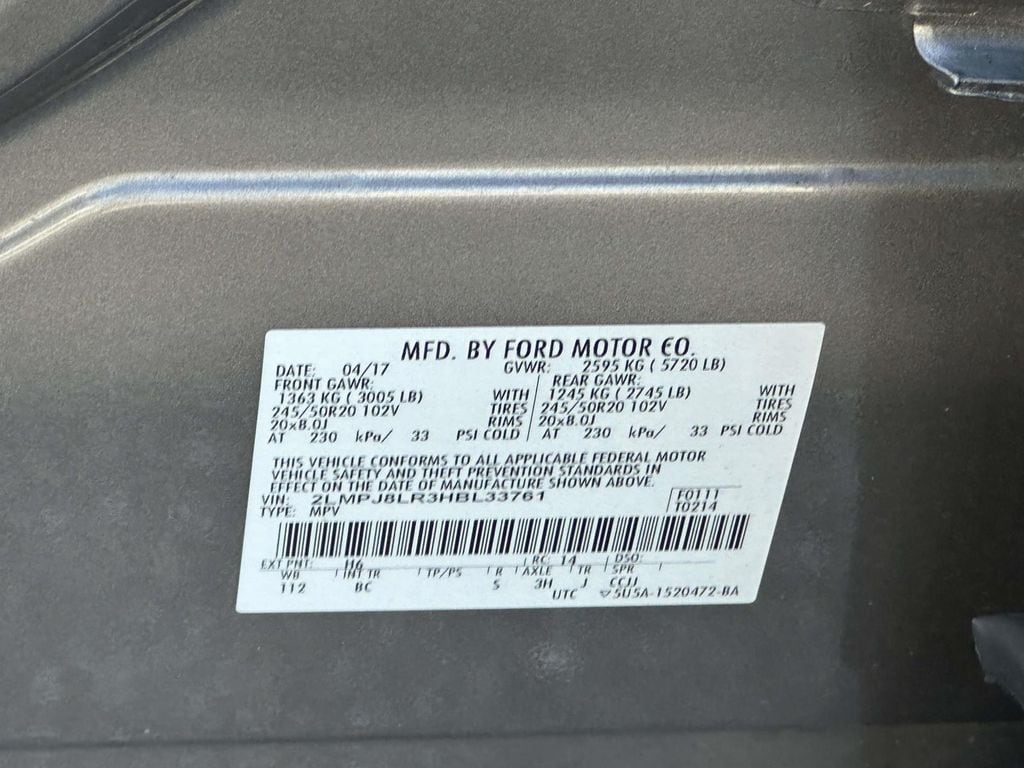 MFD. BY FORD MOTOR CO.
DATE: 04/17 GVWR: 2595 KG ( 5720 LB)
FRONT GAWR: REAR GAWR:
1363 KG ( 3005 LB) WITH 1245 KG ( 2745 LB) WITH
245/50R20 102V TIRES 245/50R20 102V TIRES
20x8.0J RIMS 20x8.0J RIMS
AT 230 kPa/ 33 PSI COLD AT 230 kPa/ 33 PSI COLD
THIS VEHICLE CONFORMS TO ALL APPLICABLE FEDERAL MOTOR
VEHICLE SAFETY AND THEFT PREVENTION STANDARDS IN
EFFECT ON THE DATE OF MANUFACTURE SHOWN ABOVE.
VIN: 2LMPJ8LR3HBL33761 F0111
TYPE: MPV T0214
EXT PNT: H6 RC: 14 DSO:
WB INT TR TP/PS R AXLE TR SPR
112 BC S 3H J CCJJ
UTC 5U5A-1520472-BA